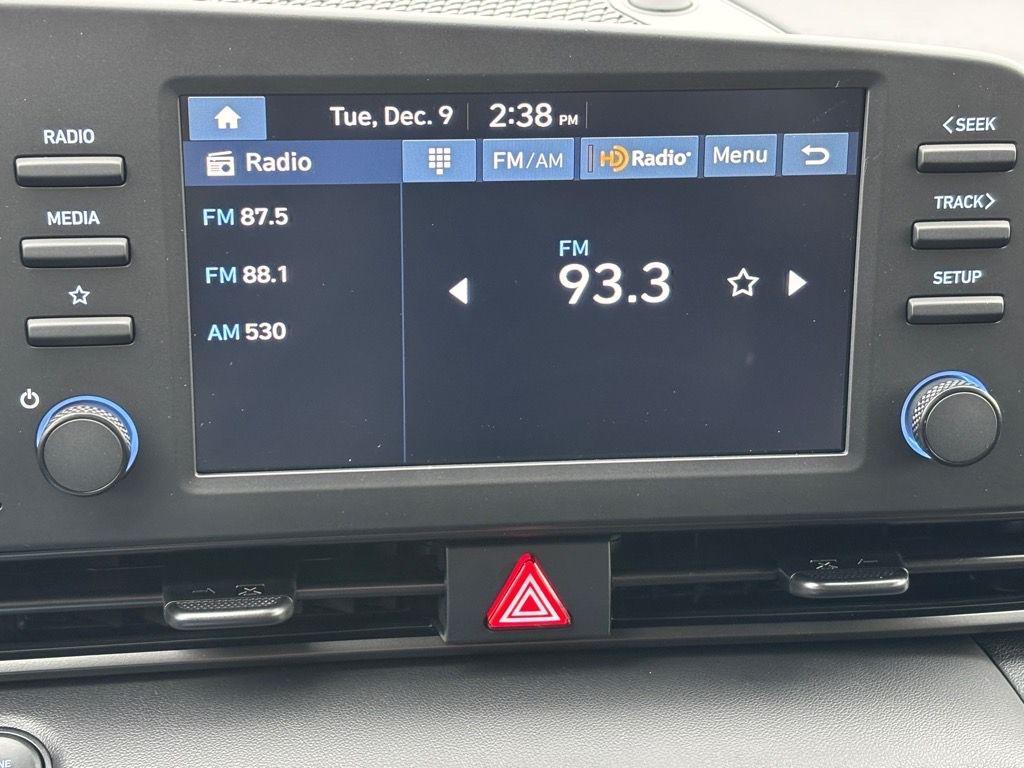 RADIO
MEDIA
Tue, Dec. 9 2:38 PM
Radio
FM/AM HD Radio Menu
FM 87.5
FM 88.1
AM 530
FM
93.3
<SEEK
TRACK>
SETUP